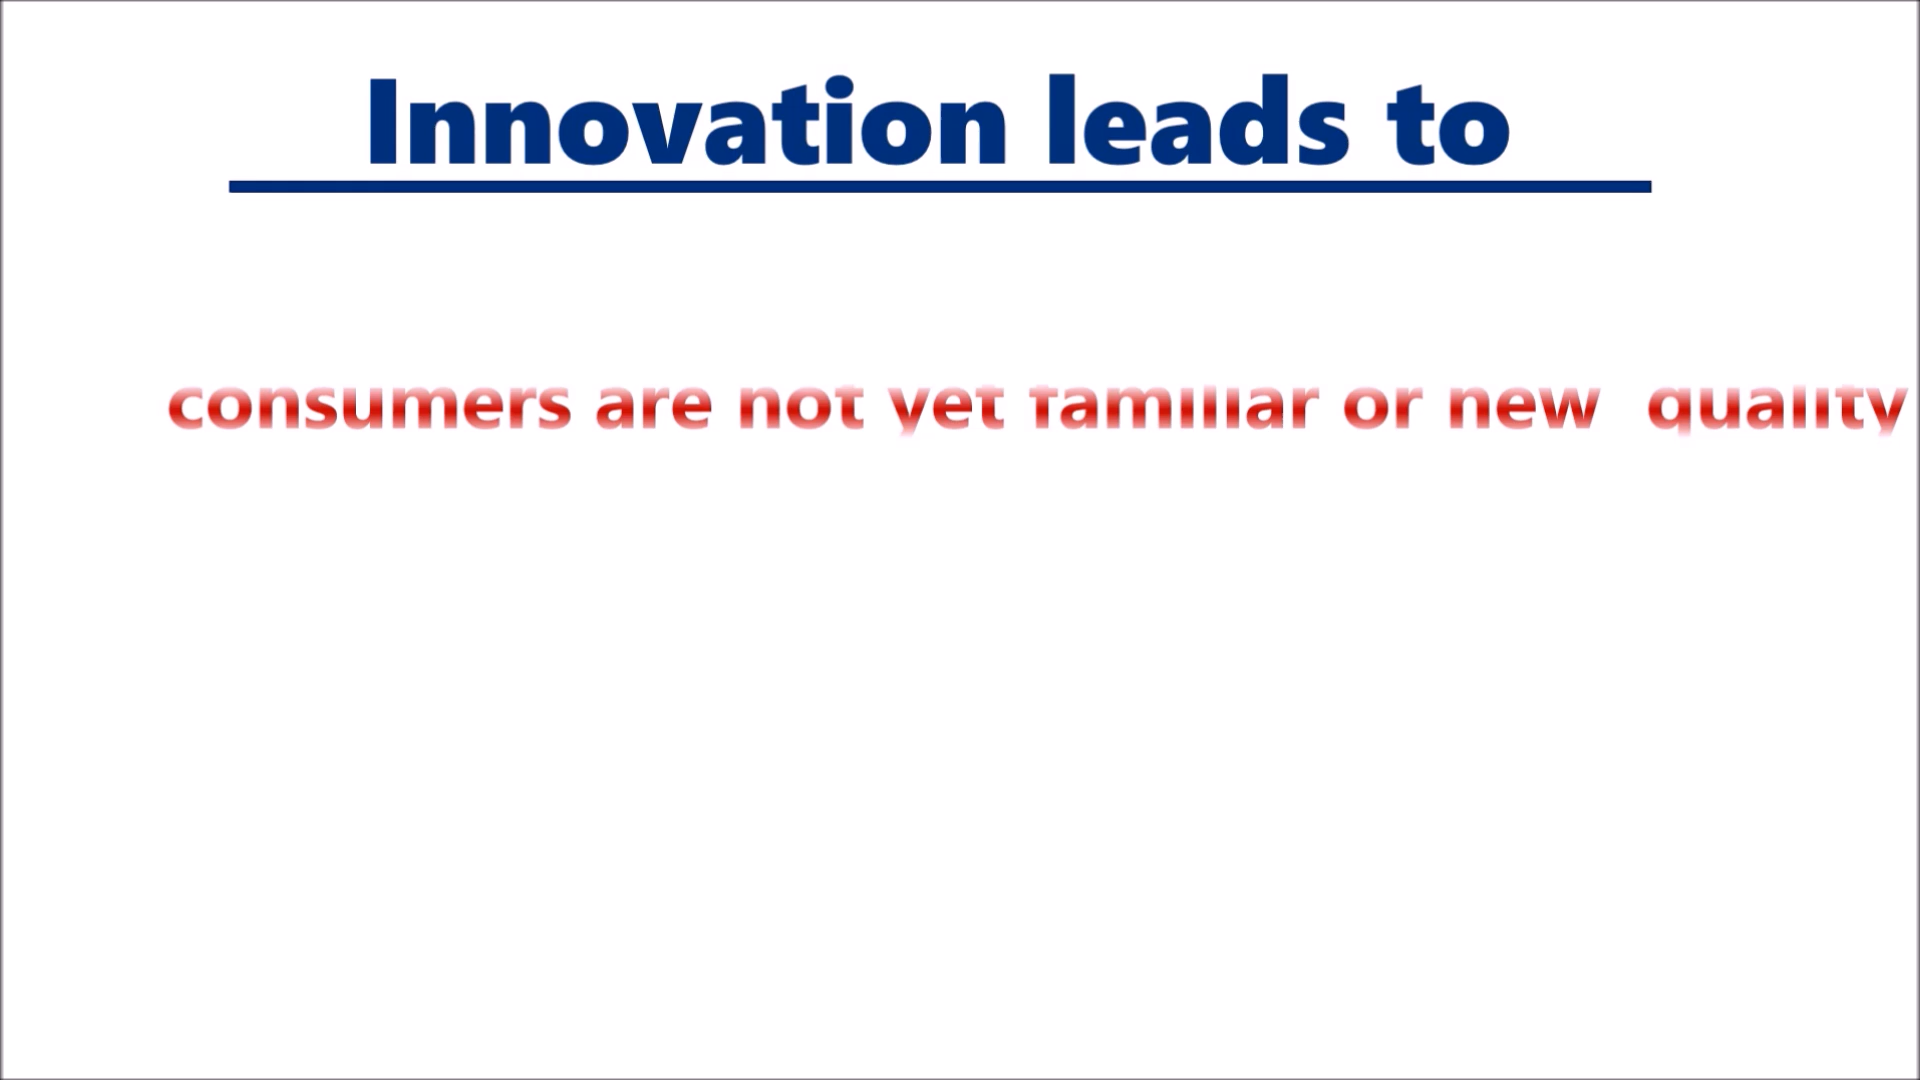 Innovation leads to
consumers are not yet familiar or new quality